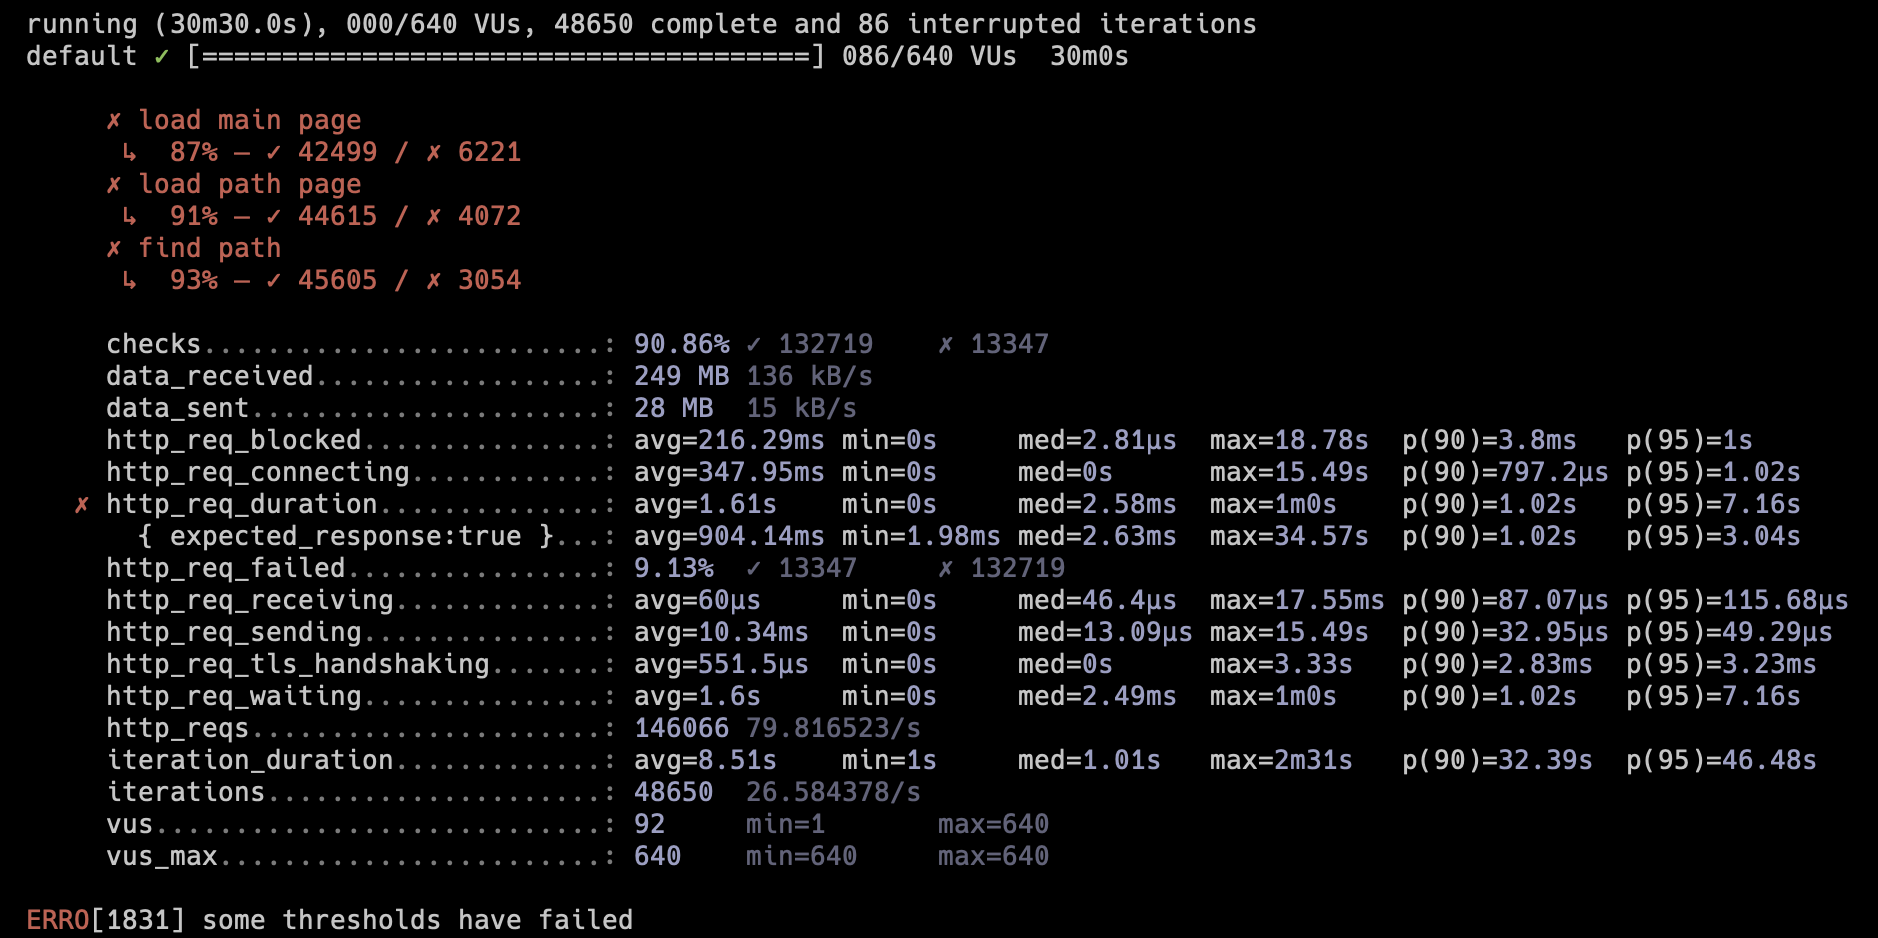 running (30m30.0s), 000/640 VUs, 48650 complete and 86 interrupted iterations
default ✓ [======================================] 086/640 VUs  30m0s
✗ load main page
↳  87% — ✓ 42499 / ✗ 6221
✗ load path page
↳  91% — ✓ 44615 / ✗ 4072
✗ find path
↳  93% — ✓ 45605 / ✗ 3054
checks.........................: 90.86% ✓ 132719    ✗ 13347
data_received..................: 249 MB 136 kB/s
data_sent......................: 28 MB  15 kB/s
http_req_blocked...............: avg=216.29ms min=0s     med=2.81µs  max=18.78s  p(90)=3.8ms   p(95)=1s
http_req_connecting............: avg=347.95ms min=0s     med=0s      max=15.49s  p(90)=797.2µs p(95)=1.02s
✗ http_req_duration..............: avg=1.61s    min=0s     med=2.58ms  max=1m0s    p(90)=1.02s   p(95)=7.16s
{ expected_response:true }...: avg=904.14ms min=1.98ms med=2.63ms  max=34.57s  p(90)=1.02s   p(95)=3.04s
http_req_failed................: 9.13%  ✓ 13347     ✗ 132719
http_req_receiving.............: avg=60µs     min=0s     med=46.4µs  max=17.55ms p(90)=87.07µs p(95)=115.68µs
http_req_sending...............: avg=10.34ms  min=0s     med=13.09µs max=15.49s  p(90)=32.95µs p(95)=49.29µs
http_req_tls_handshaking.......: avg=551.5µs  min=0s     med=0s      max=3.33s   p(90)=2.83ms  p(95)=3.23ms
http_req_waiting...............: avg=1.6s     min=0s     med=2.49ms  max=1m0s    p(90)=1.02s   p(95)=7.16s
http_reqs......................: 146066 79.816523/s
iteration_duration.............: avg=8.51s    min=1s     med=1.01s   max=2m31s   p(90)=32.39s  p(95)=46.48s
iterations.....................: 48650  26.584378/s
vus............................: 92     min=1       max=640
vus_max........................: 640    min=640     max=640
ERRO[1831] some thresholds have failed